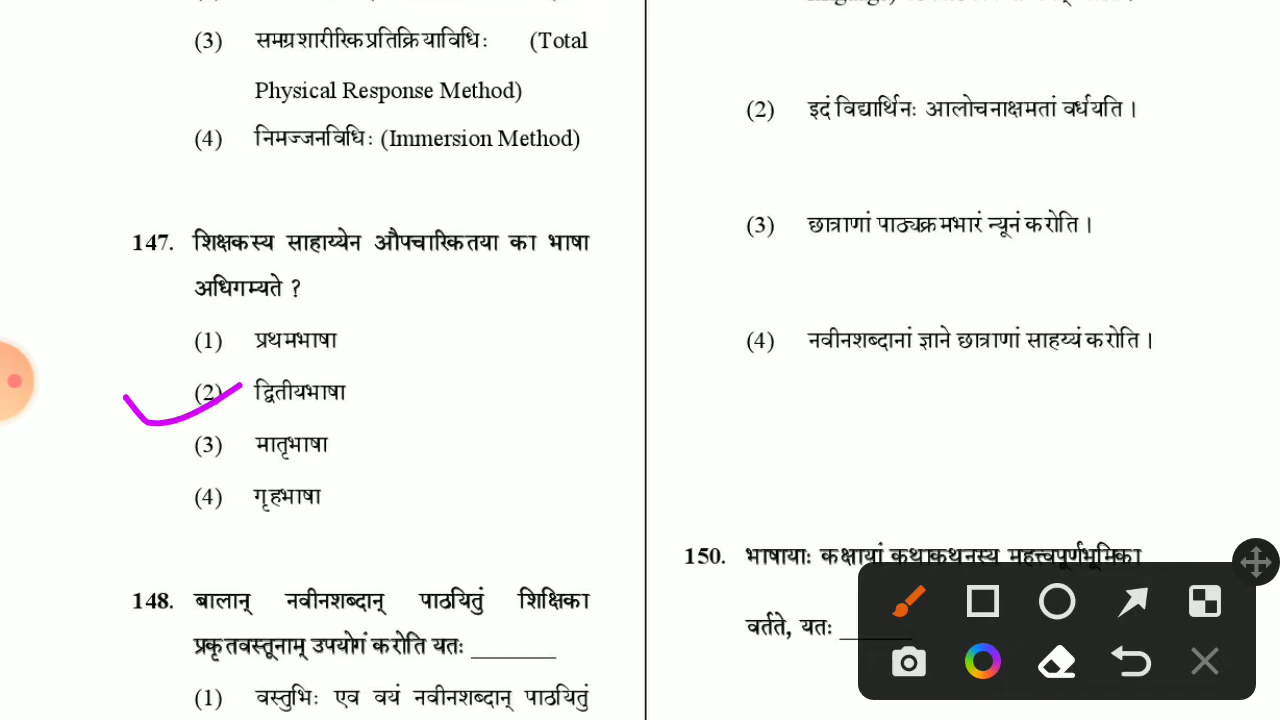 (3) समग्रशारीरिकप्रतिक्रियाविधिः (Total
Physical Response Method)
(4) निमज्जनविधिः (Immersion Method)
147. शिक्षकस्य साहाय्येन औपचारिकतया का भाषा
अधिगम्यते ?
(1) प्रथमभाषा
(2) द्वितीयभाषा
(3) मातृभाषा
(4) गृहभाषा
148. बालान् नवीनशब्दान् पाठयितुं शिक्षिका
प्रकृतवस्तूनाम् उपयोगं करोति यतः ______
(1) वस्तुभिः एव वयं नवीनशब्दान् पाठयितुं
(2) इदं विद्यार्थिनः आलोचनाक्षमतां वर्धयति ।
(3) छात्राणां पाठ्यक्रमभारं न्यूनं करोति ।
(4) नवीनशब्दानां ज्ञाने छात्राणां साहय्यं करोति ।
150. भाषायाः कक्षायां कथाकथनस्य महत्त्वपूर्णभूमिका
वर्तते, यतः ______